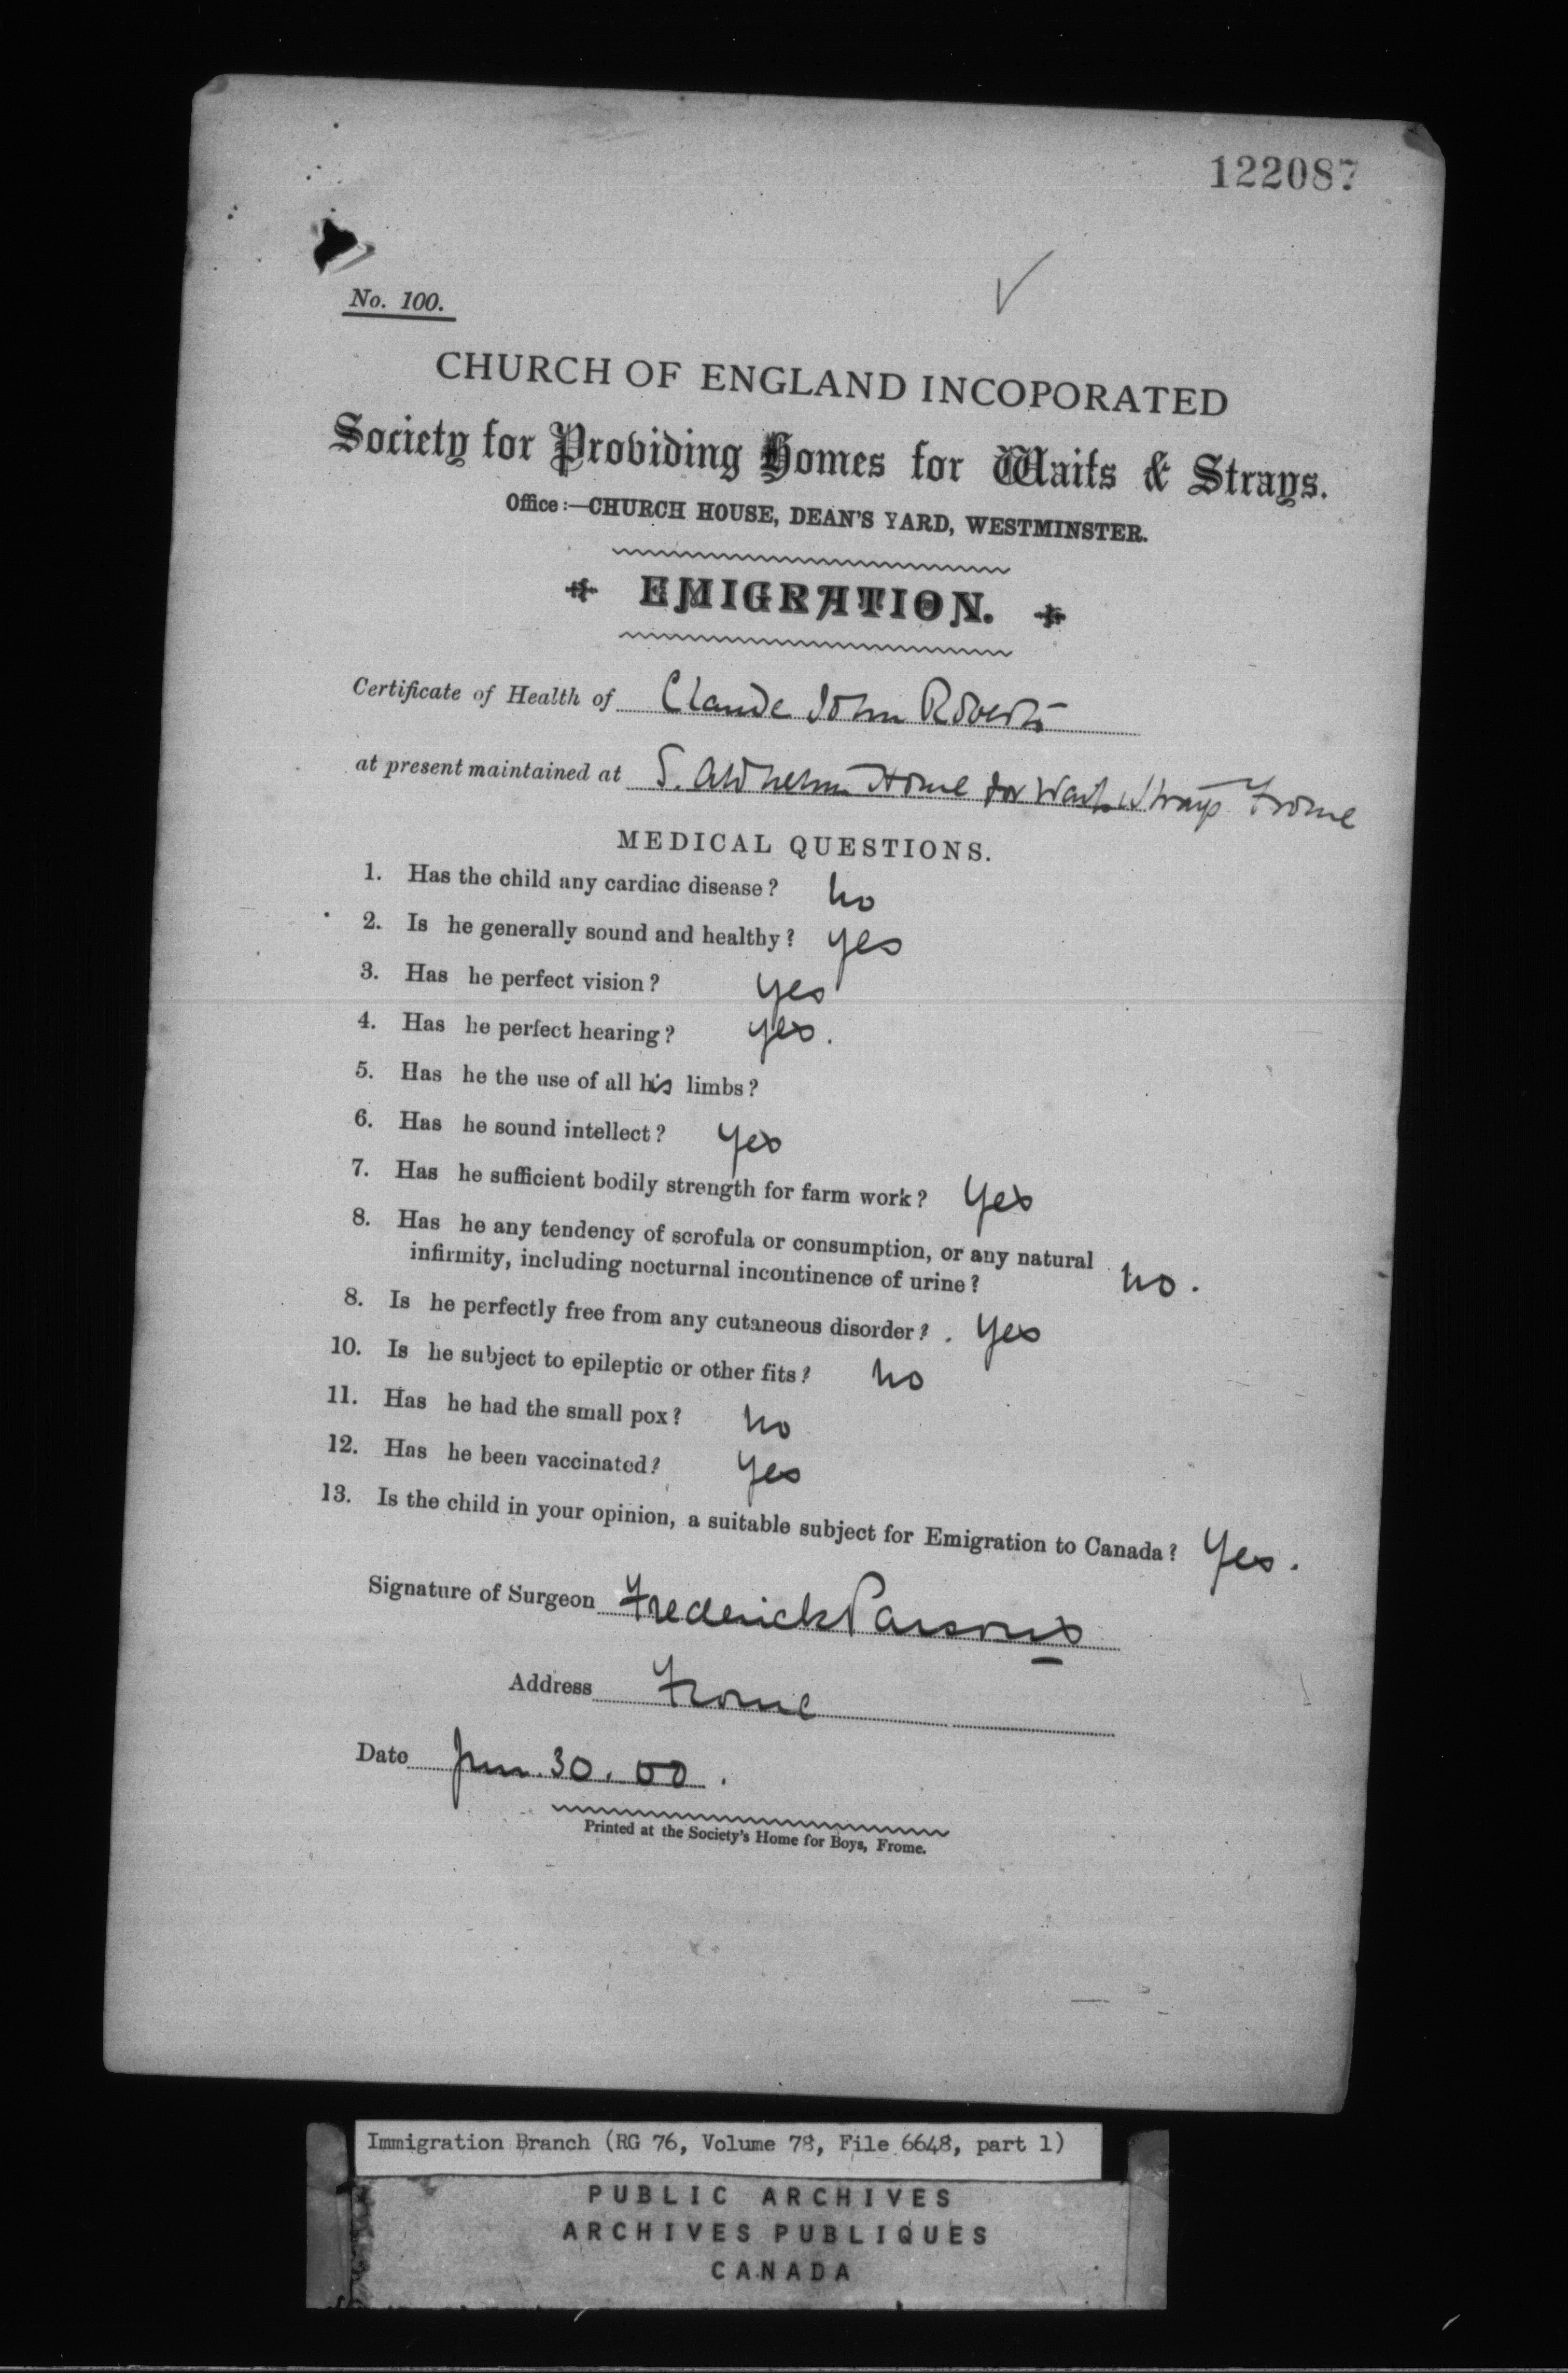 122087
No. 100.
CHURCH OF ENGLAND INCOPORATED
Society for Providing Homes for Waifs & Strays.
Office:—CHURCH HOUSE, DEAN'S YARD, WESTMINSTER.
EMIGRATION.
Certificate of Health of Claude John Roberts
at present maintained at S. Aldhelm Home for Waifs & Strays Frome
MEDICAL QUESTIONS.
1. Has the child any cardiac disease? no
2. Is he generally sound and healthy? yes
3. Has he perfect vision? yes
4. Has he perfect hearing? yes.
5. Has he the use of all his limbs?
6. Has he sound intellect? yes
7. Has he sufficient bodily strength for farm work? Yes
8. Has he any tendency of scrofula or consumption, or any natural
infirmity, including nocturnal incontinence of urine? no.
8. Is he perfectly free from any cutaneous disorder? . Yes
10. Is he subject to epileptic or other fits? no
11. Has he had the small pox? no
12. Has he been vaccinated? Yes
13. Is the child in your opinion, a suitable subject for Emigration to Canada? Yes.
Signature of Surgeon Frederick Parsons
Address Frome
Date 30.00.
Printed at the Society's Home for Boys, Frome.
Immigration Branch (RG 76, Volume 78, File 6648, part 1)
PUBLIC ARCHIVES
ARCHIVES PUBLIQUES
CANADA